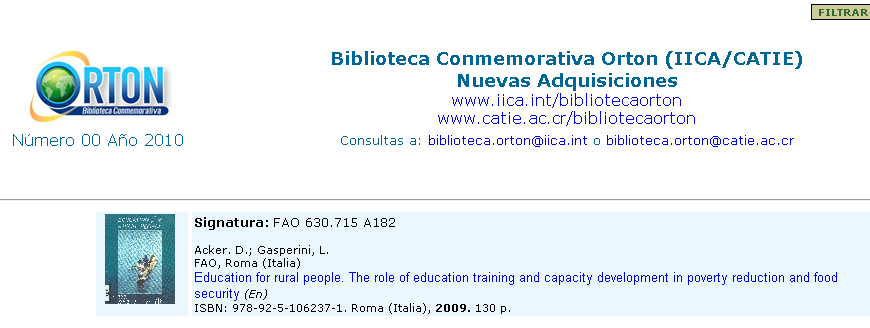 FILTRAR
Biblioteca Conmemorativa Orton (IICA/CATIE)
Nuevas Adquisiciones
www.iica.int/bibliotecaorton
www.catie.ac.cr/bibliotecaorton
ORTON
Biblioteca Conmemorativa
Número 00 Año 2010
Consultas a: biblioteca.orton@iica.int o biblioteca.orton@catie.ac.cr
Signatura: FAO 630.715 A182
Acker. D.; Gasperini, L.
FAO, Roma (Italia)
Education for rural people. The role of education training and capacity development in poverty reduction and food
security (En)
ISBN: 978-92-5-106237-1. Roma (Italia), 2009. 130 p.